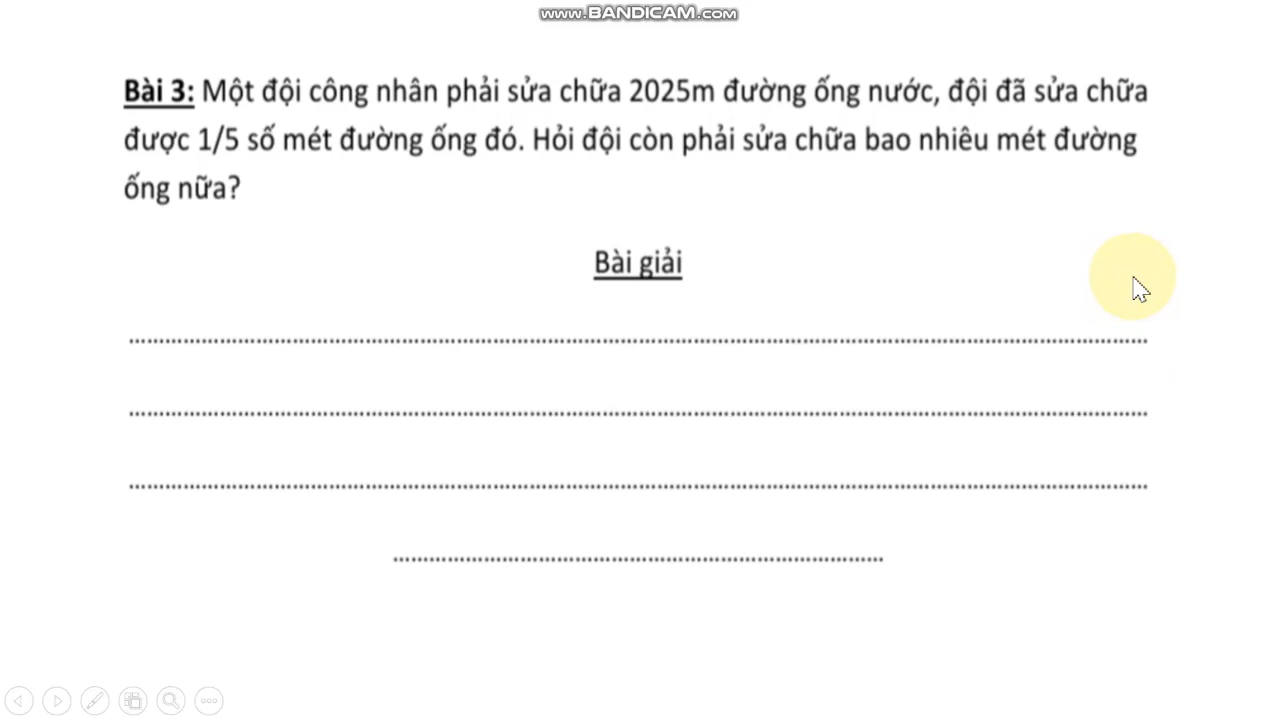 www.BANDICAM.com
Bài 3: Một đội công nhân phải sửa chữa 2025m đường ống nước, đội đã sửa chữa
được 1/5 số mét đường ống đó. Hỏi đội còn phải sửa chữa bao nhiêu mét đường
ống nữa?
Bài giải